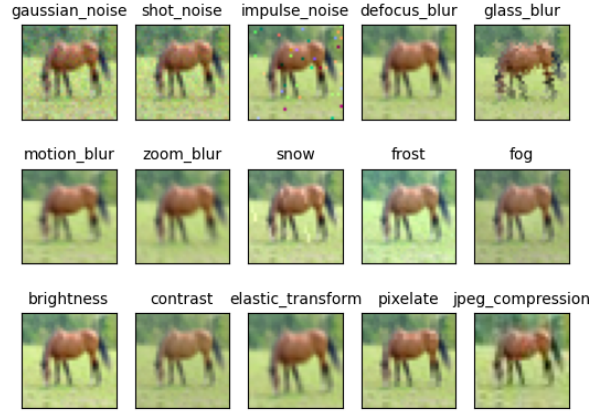 gaussian_noise shot_noise impulse_noise defocus_blur glass_blur
motion_blur zoom_blur snow frost fog
brightness contrast elastic_transform pixelate jpeg_compression